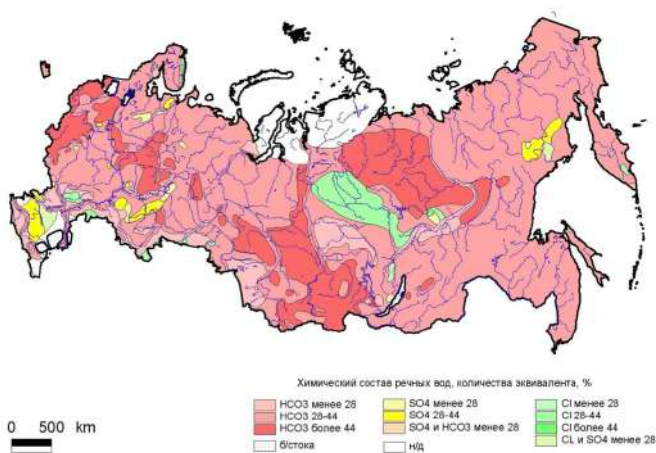 Химический состав речных вод, количества эквивалента, %
HCO3 менее 28
HCO3 28-44
HCO3 более 44
б/стока
SO4 менее 28
SO4 28-44
SO4 и HCO3 менее 28
н/д
Cl менее 28
Cl 28-44
Cl более 44
CL и SO4 менее 28
0 500 km